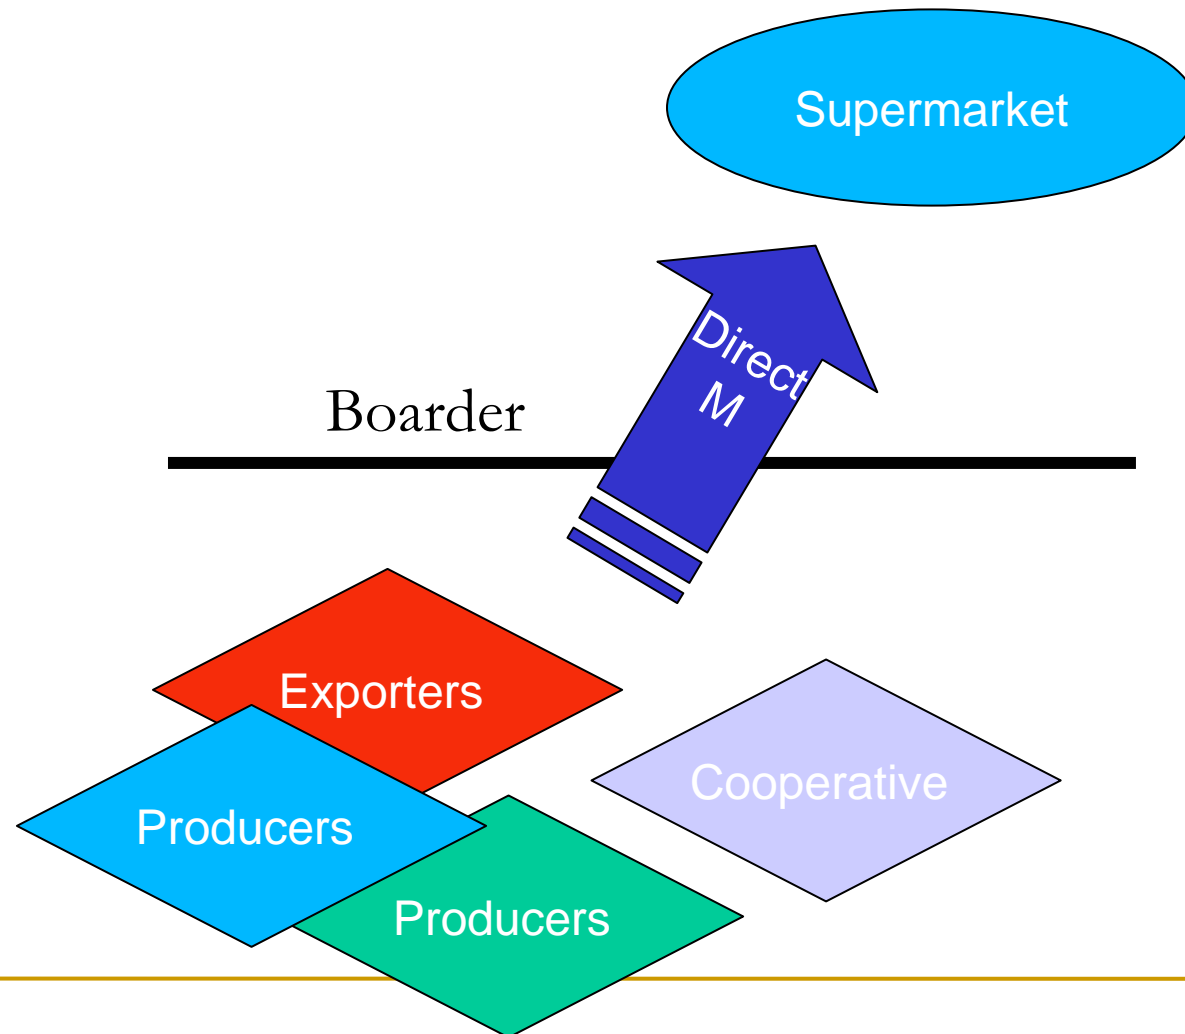 Supermarket
Direct
M
Boarder
Exporters
Cooperative
Producers
Producers